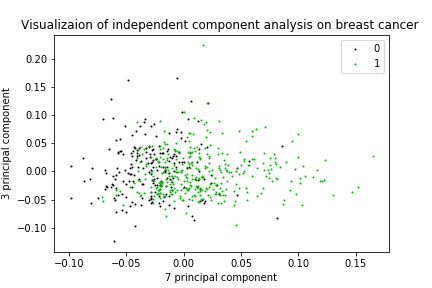 Visualizaion of independent component analysis on breast cancer
0
1
3 principal component
0.20
0.15
0.10
0.05
0.00
−0.05
−0.10
−0.10 −0.05 0.00 0.05 0.10 0.15
7 principal component